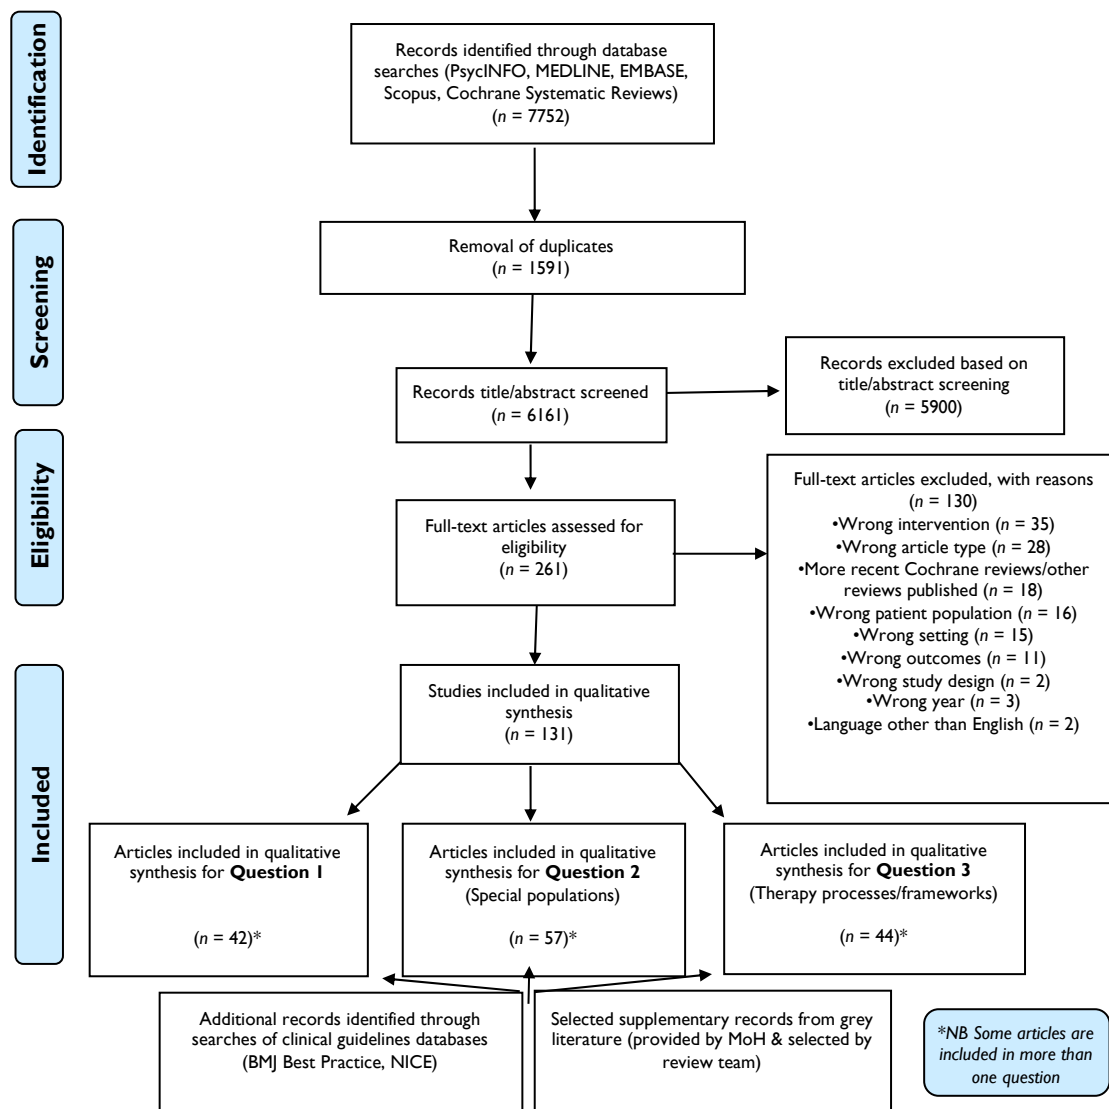 Identification
Records identified through database
searches (PsycINFO, MEDLINE, EMBASE,
Scopus, Cochrane Systematic Reviews)
(n = 7752)
Screening
Removal of duplicates
(n = 1591)
Records title/abstract screened
(n = 6161)
Records excluded based on
title/abstract screening
(n = 5900)
Eligibility
Full-text articles assessed for
eligibility
(n = 261)
Full-text articles excluded, with reasons
(n = 130)
•Wrong intervention (n = 35)
•Wrong article type (n = 28)
•More recent Cochrane reviews/other
reviews published (n = 18)
•Wrong patient population (n = 16)
•Wrong setting (n = 15)
•Wrong outcomes (n = 11)
•Wrong study design (n = 2)
•Wrong year (n = 3)
•Language other than English (n = 2)
Included
Studies included in qualitative
synthesis
(n = 131)
Articles included in qualitative
synthesis for Question 1
(n = 42)*
Articles included in qualitative
synthesis for Question 2
(Special populations)
(n = 57)*
Articles included in qualitative
synthesis for Question 3
(Therapy processes/frameworks)
(n = 44)*
Additional records identified through
searches of clinical guidelines databases
(BMJ Best Practice, NICE)
Selected supplementary records from grey
literature (provided by MoH & selected by
review team)
*NB Some articles are
included in more than
one question